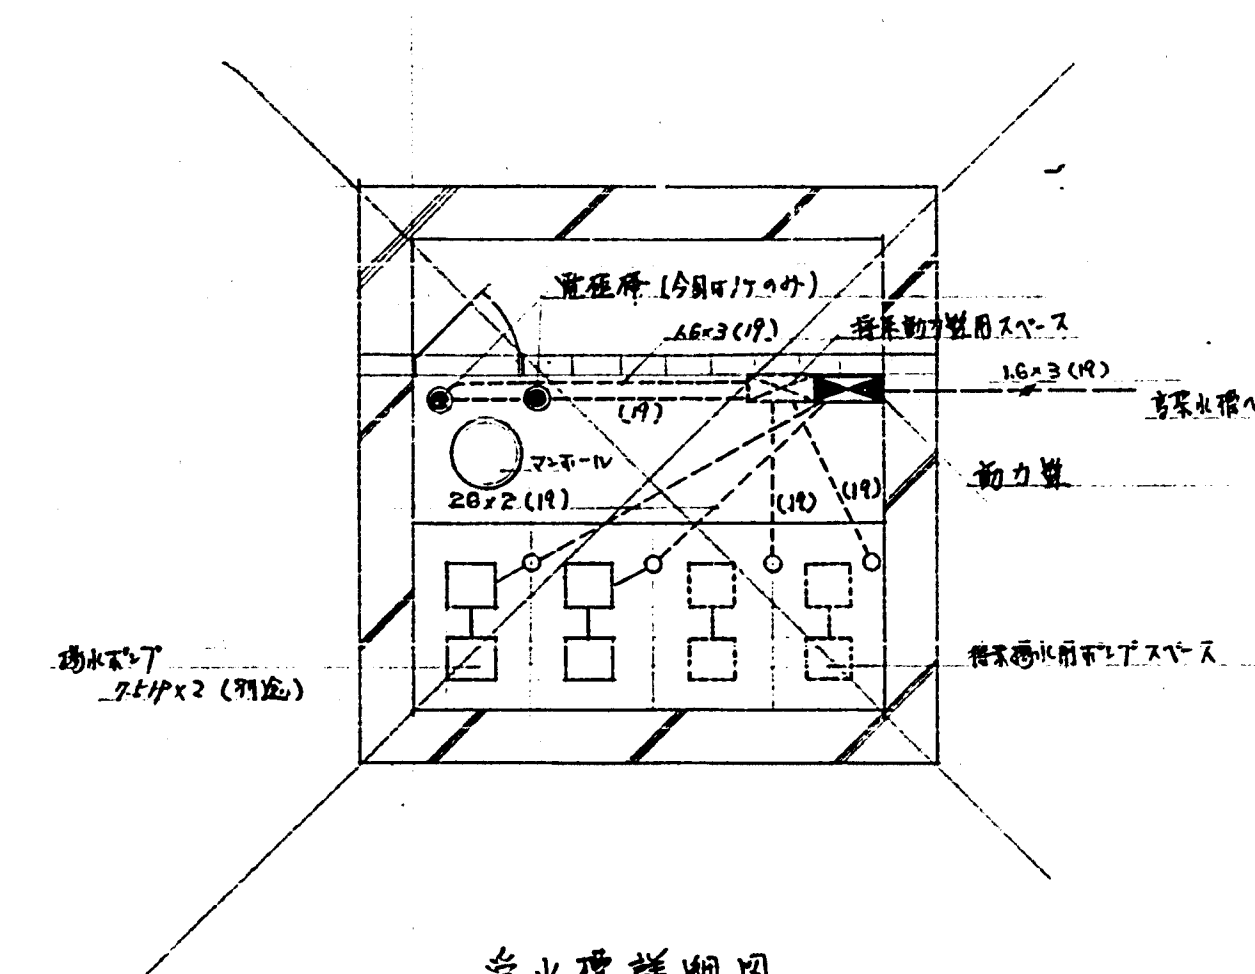 電極棒(今回は1ケのみ)
1.6×3(19)
将来動力盤用スペース
1.6×3(19)
高架水槽へ
(19)
マンホール
動力盤
2.0×2(19)
(19)
(19)
揚水ポンプ
7.5HP×2(別途)
将来揚水用ポンプスペース
受水槽詳細図